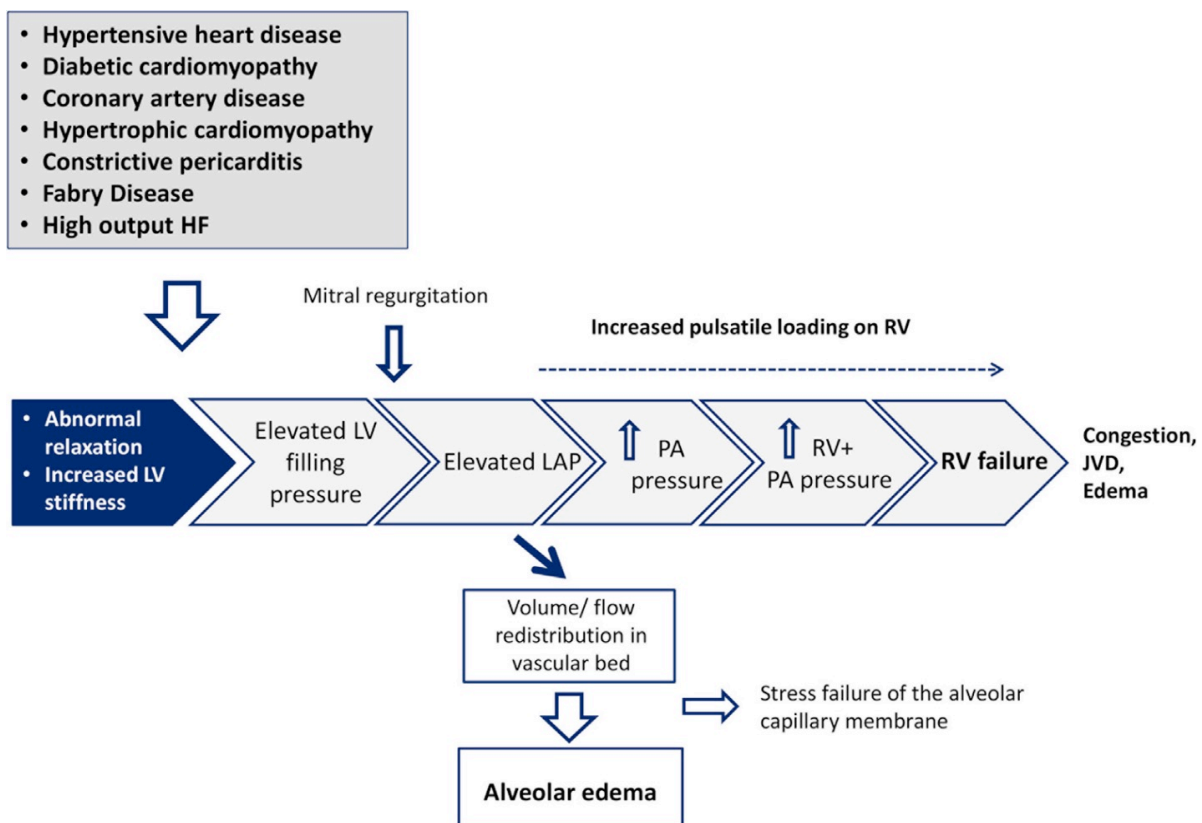 • Hypertensive heart disease
• Diabetic cardiomyopathy
• Coronary artery disease
• Hypertrophic cardiomyopathy
• Constrictive pericarditis
• Fabry Disease
• High output HF
Mitral regurgitation
Increased pulsatile loading on RV
• Abnormal
relaxation
• Increased LV
stiffness
Elevated LV
filling
pressure
Elevated LAP
PA
pressure
RV+
PA pressure
RV failure
Congestion,
JVD,
Edema
Volume/ flow
redistribution in
vascular bed
Stress failure of the alveolar
capillary membrane
Alveolar edema